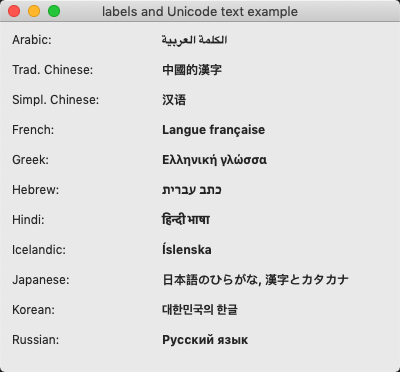 labels and Unicode text example
Arabic: الكلمة العربية
Trad. Chinese: 中國的漢字
Simpl. Chinese: 汉语
French: Langue française
Greek: Ελληνική γλώσσα
Hebrew: כתב עברית
Hindi: हिन्दी भाषा
Icelandic: Íslenska
Japanese: 日本語のひらがな, 漢字とカタカナ
Korean: 대한민국의 한글
Russian: Русский язык